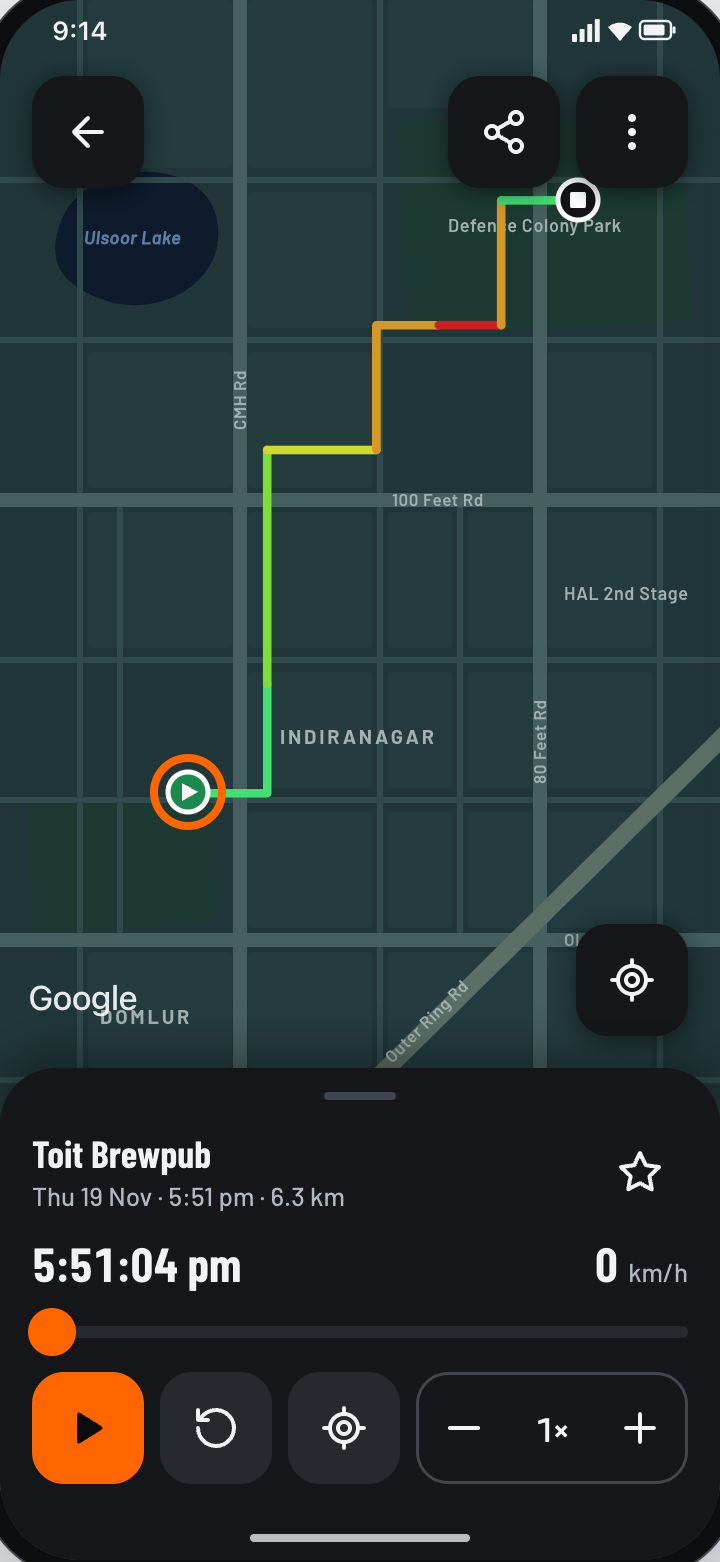 9:14
Defence Colony Park
Ulsoor Lake
CMH Rd
100 Feet Rd
HAL 2nd Stage
INDIRANAGAR
80 Feet Rd
Google
DOMLUR
Outer Ring Rd
Toit Brewpub
Thu 19 Nov · 5:51 pm · 6.3 km
5:51:04 pm
0 km/h
1×